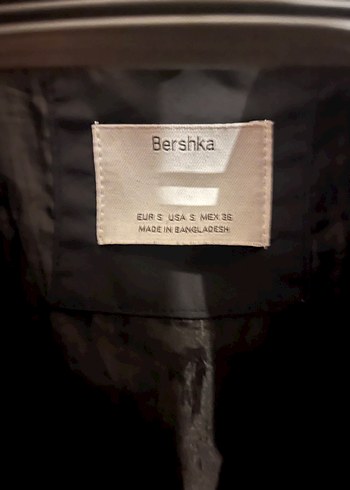 Bershka
EUR S USA S MEX 36
MADE IN BANGLADESH